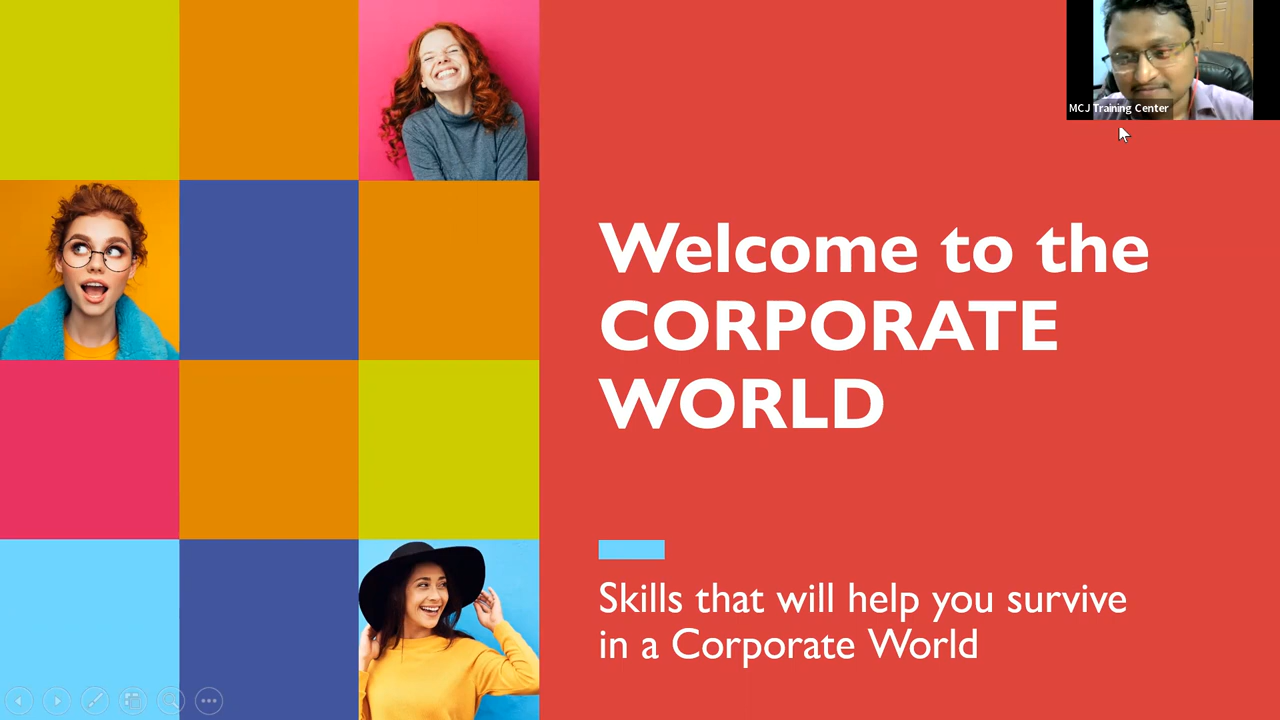 MCJ Training Center
Welcome to the
CORPORATE
WORLD
Skills that will help you survive
in a Corporate World